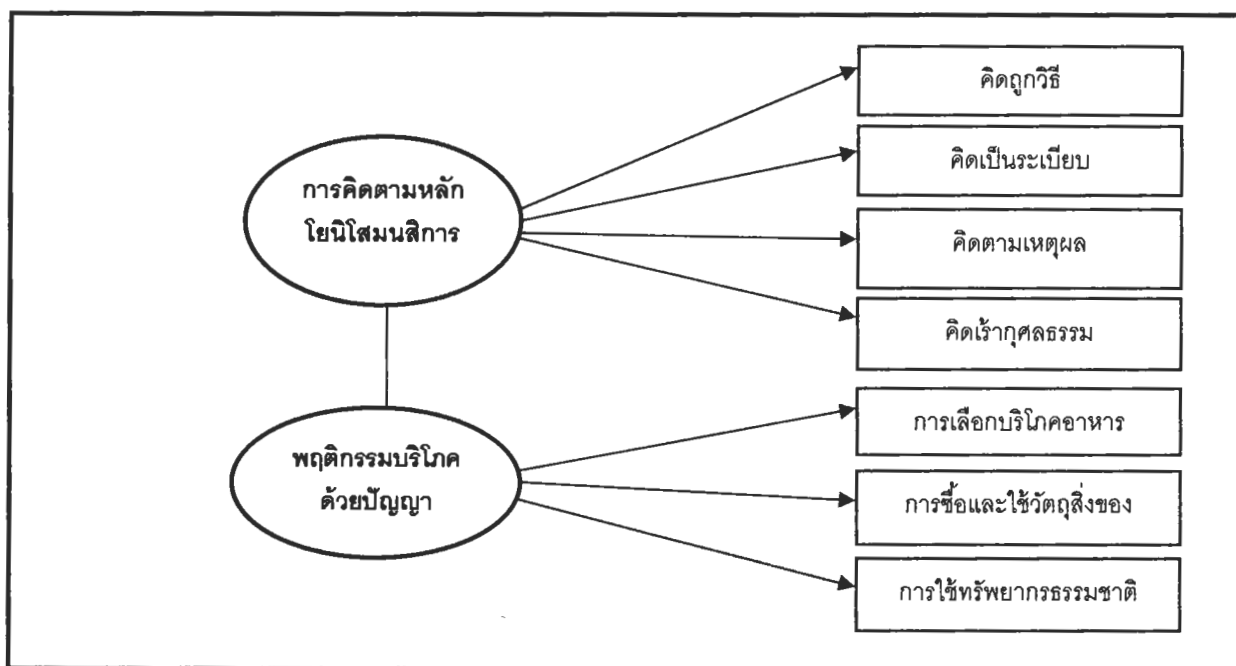 การคิดตามหลัก
โยนิโสมนสิการ
คิดถูกวิธี
คิดเป็นระเบียบ
คิดตามเหตุผล
คิดเร้ากุศลธรรม
พฤติกรรมบริโภค
ด้วยปัญญา
การเลือกบริโภคอาหาร
การซื้อและใช้วัตถุสิ่งของ
การใช้ทรัพยากรธรรมชาติ